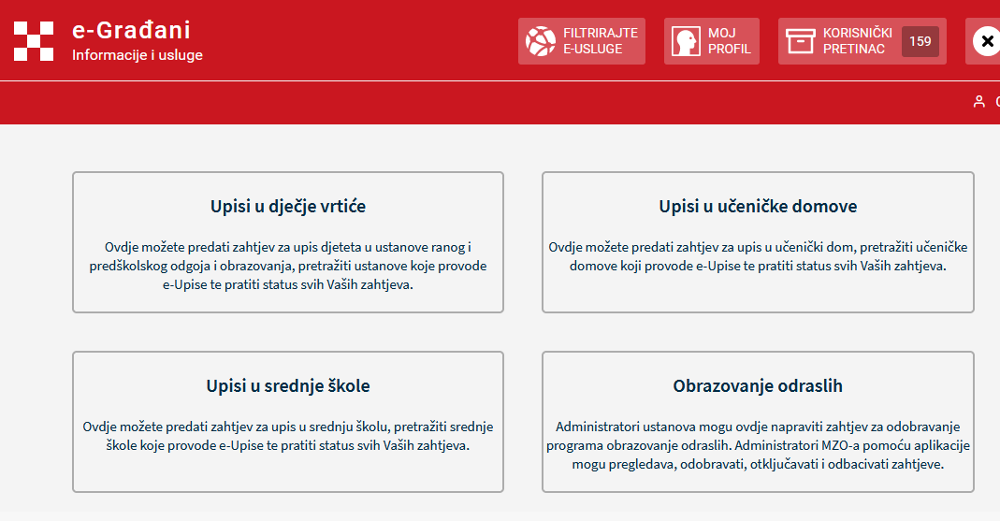 e-Građani
Informacije i usluge
FILTRIRAJTE
E-USLUGE
MOJ
PROFIL
KORISNIČKI
PRETINAC
159
Upisi u dječje vrtiće
Ovdje možete predati zahtjev za upis djeteta u ustanove ranog i
predškolskog odgoja i obrazovanja, pretražiti ustanove koje provode
e-Upise te pratiti status svih Vaših zahtjeva.
Upisi u učeničke domove
Ovdje možete predati zahtjev za upis u učenički dom, pretražiti učeničke
domove koji provode e-Upise te pratiti status svih Vaših zahtjeva.
Upisi u srednje škole
Ovdje možete predati zahtjev za upis u srednju školu, pretražiti srednje
škole koje provode e-Upise te pratiti status svih Vaših zahtjeva.
Obrazovanje odraslih
Administratori ustanova mogu ovdje napraviti zahtjev za odobravanje
programa obrazovanje odraslih. Administratori MZO-a pomoću aplikacije
mogu pregledava, odobravati, otključavati i odbacivati zahtjeve.